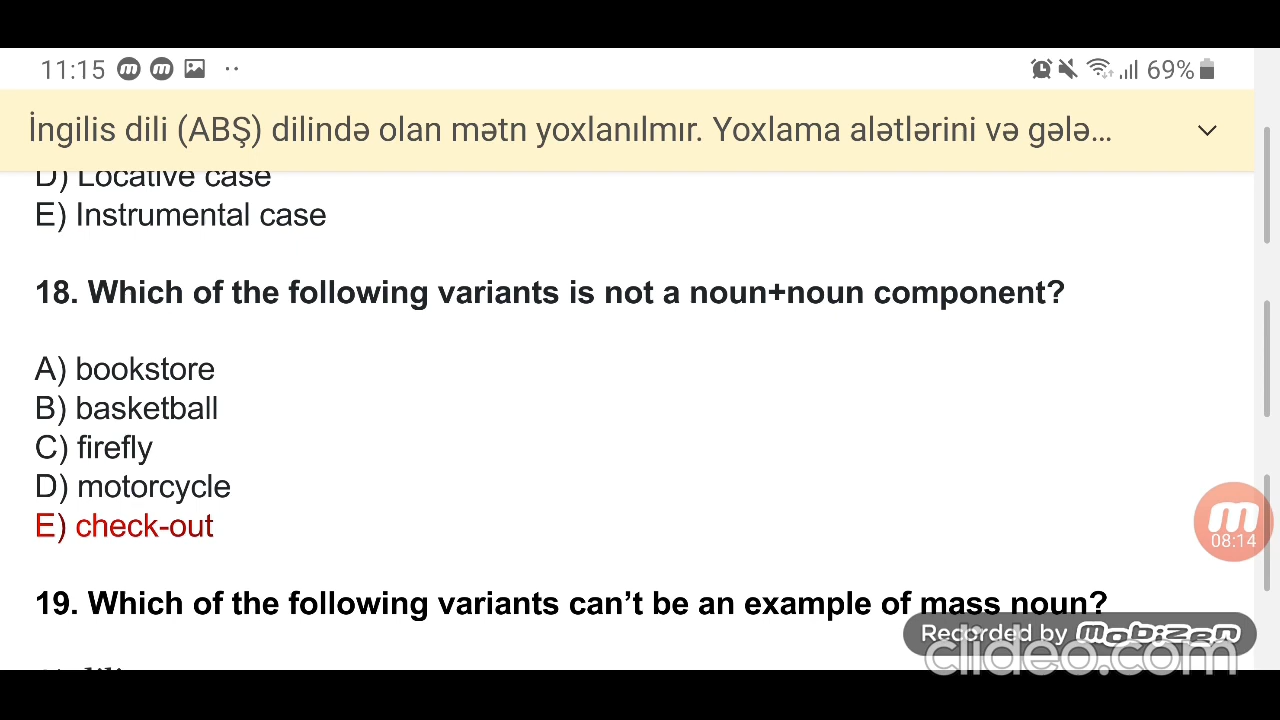 11:15 69%
İngilis dili (ABŞ) dilində olan mətn yoxlanılmır. Yoxlama alətlərini və gələ...
D) Locative case
E) Instrumental case
18. Which of the following variants is not a noun+noun component?
A) bookstore
B) basketball
C) firefly
D) motorcycle
E) check-out
08:14
19. Which of the following variants can't be an example of mass noun?
Recorded by mobizen
clideo.com